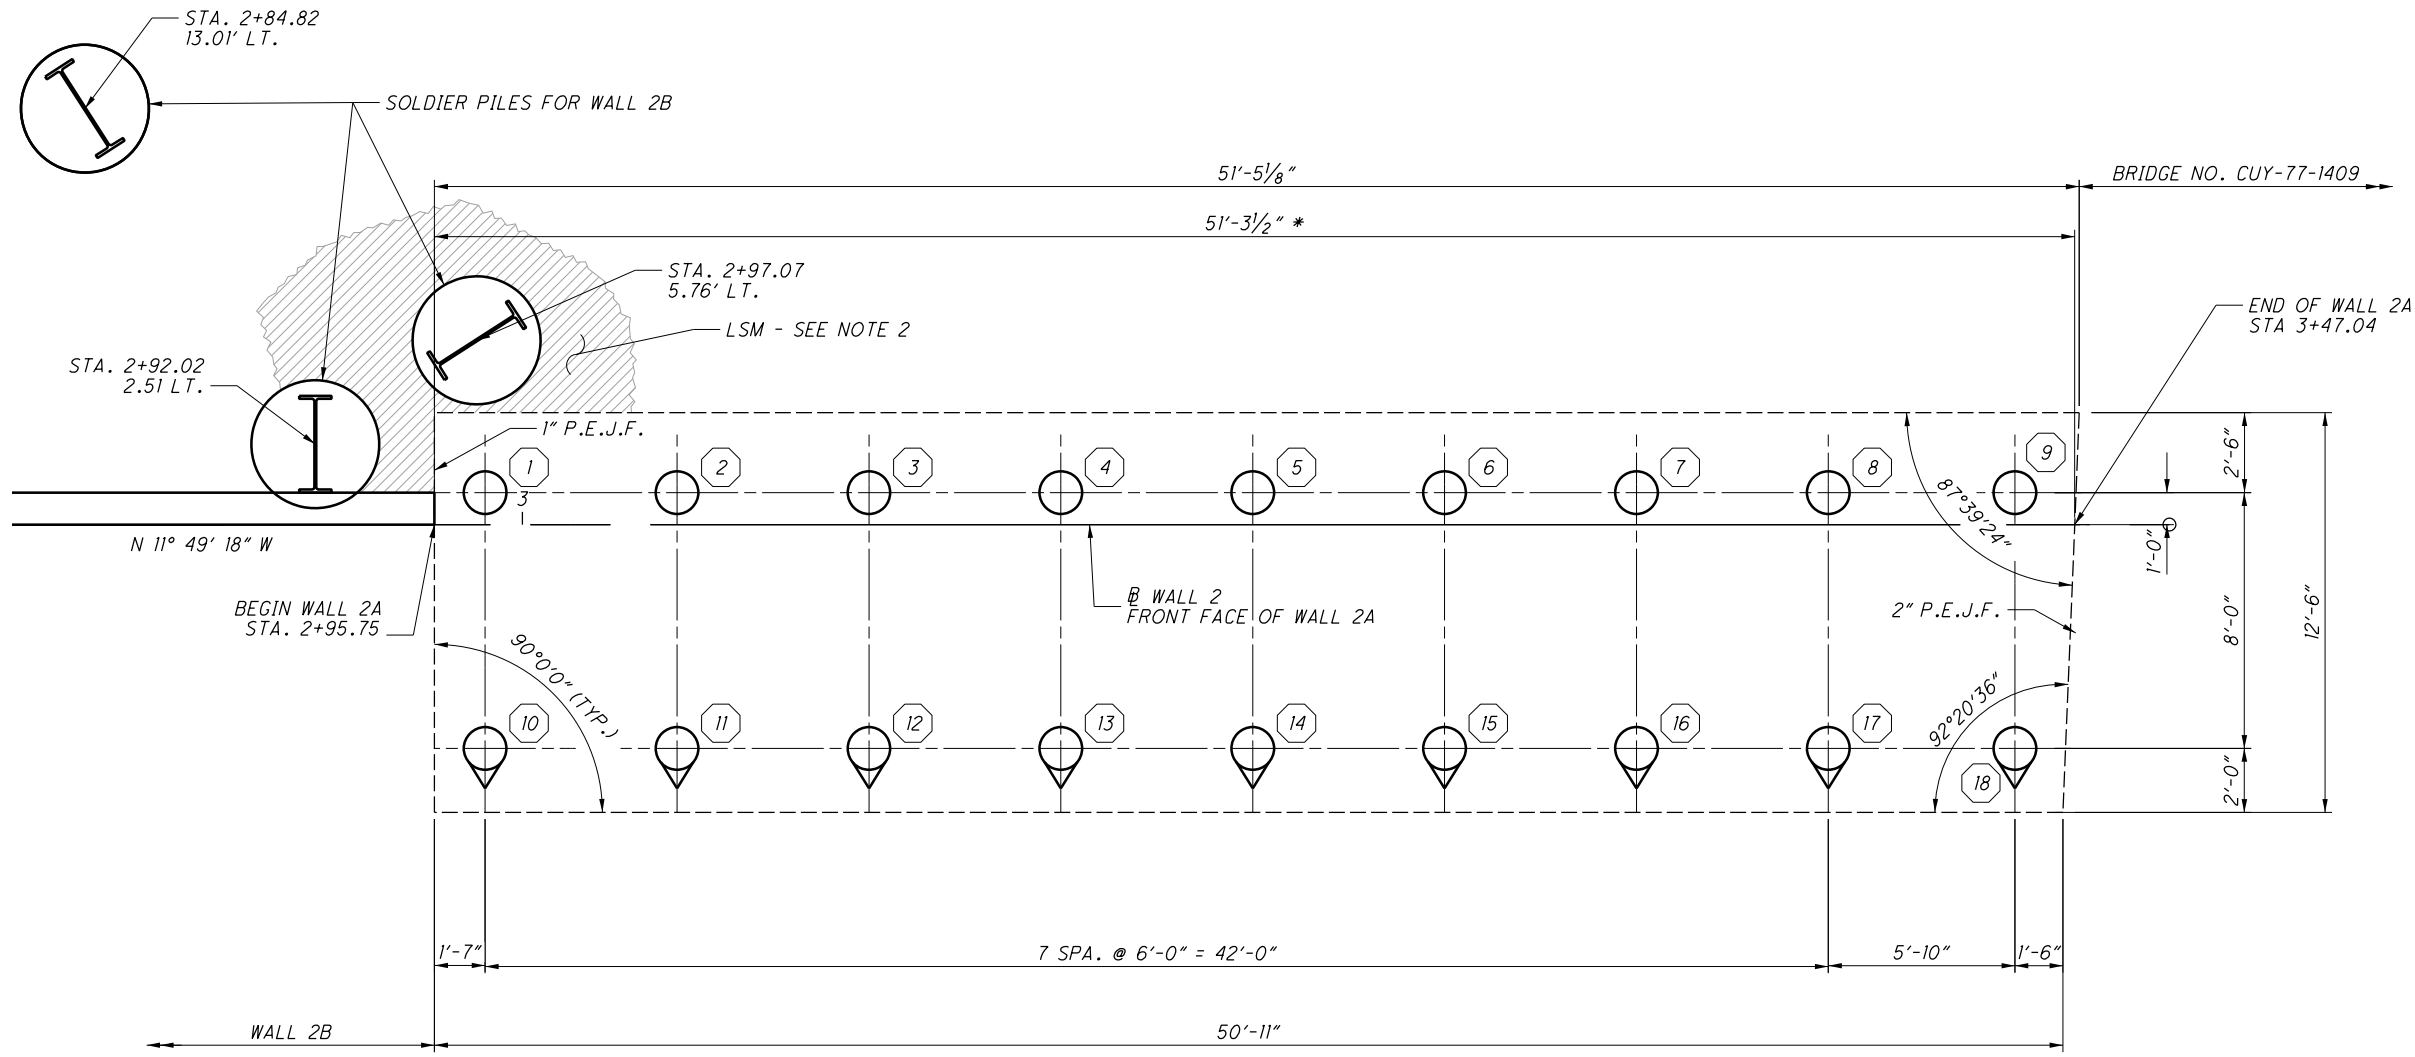 STA. 2+84.82
13.01' LT.
SOLDIER PILES FOR WALL 2B
51'-5 1/8"
BRIDGE NO. CUY-77-1409
51'-3 1/2" *
STA. 2+97.07
5.76' LT.
END OF WALL 2A
STA 3+47.04
LSM - SEE NOTE 2
STA. 2+92.02
2.51 LT.
1" P.E.J.F.
1
2
3
4
5
6
7
8
9
3
2'-6"
87°39'24"
N 11° 49' 18" W
1'-0"
BEGIN WALL 2A
STA. 2+95.75
WALL 2
FRONT FACE OF WALL 2A
2" P.E.J.F.
8'-0"
12'-6"
90°0'0" (TYP.)
92°20'36"
10
11
12
13
14
15
16
17
18
2'-0"
1'-7"
7 SPA. @ 6'-0" = 42'-0"
5'-10"
1'-6"
WALL 2B
50'-11"